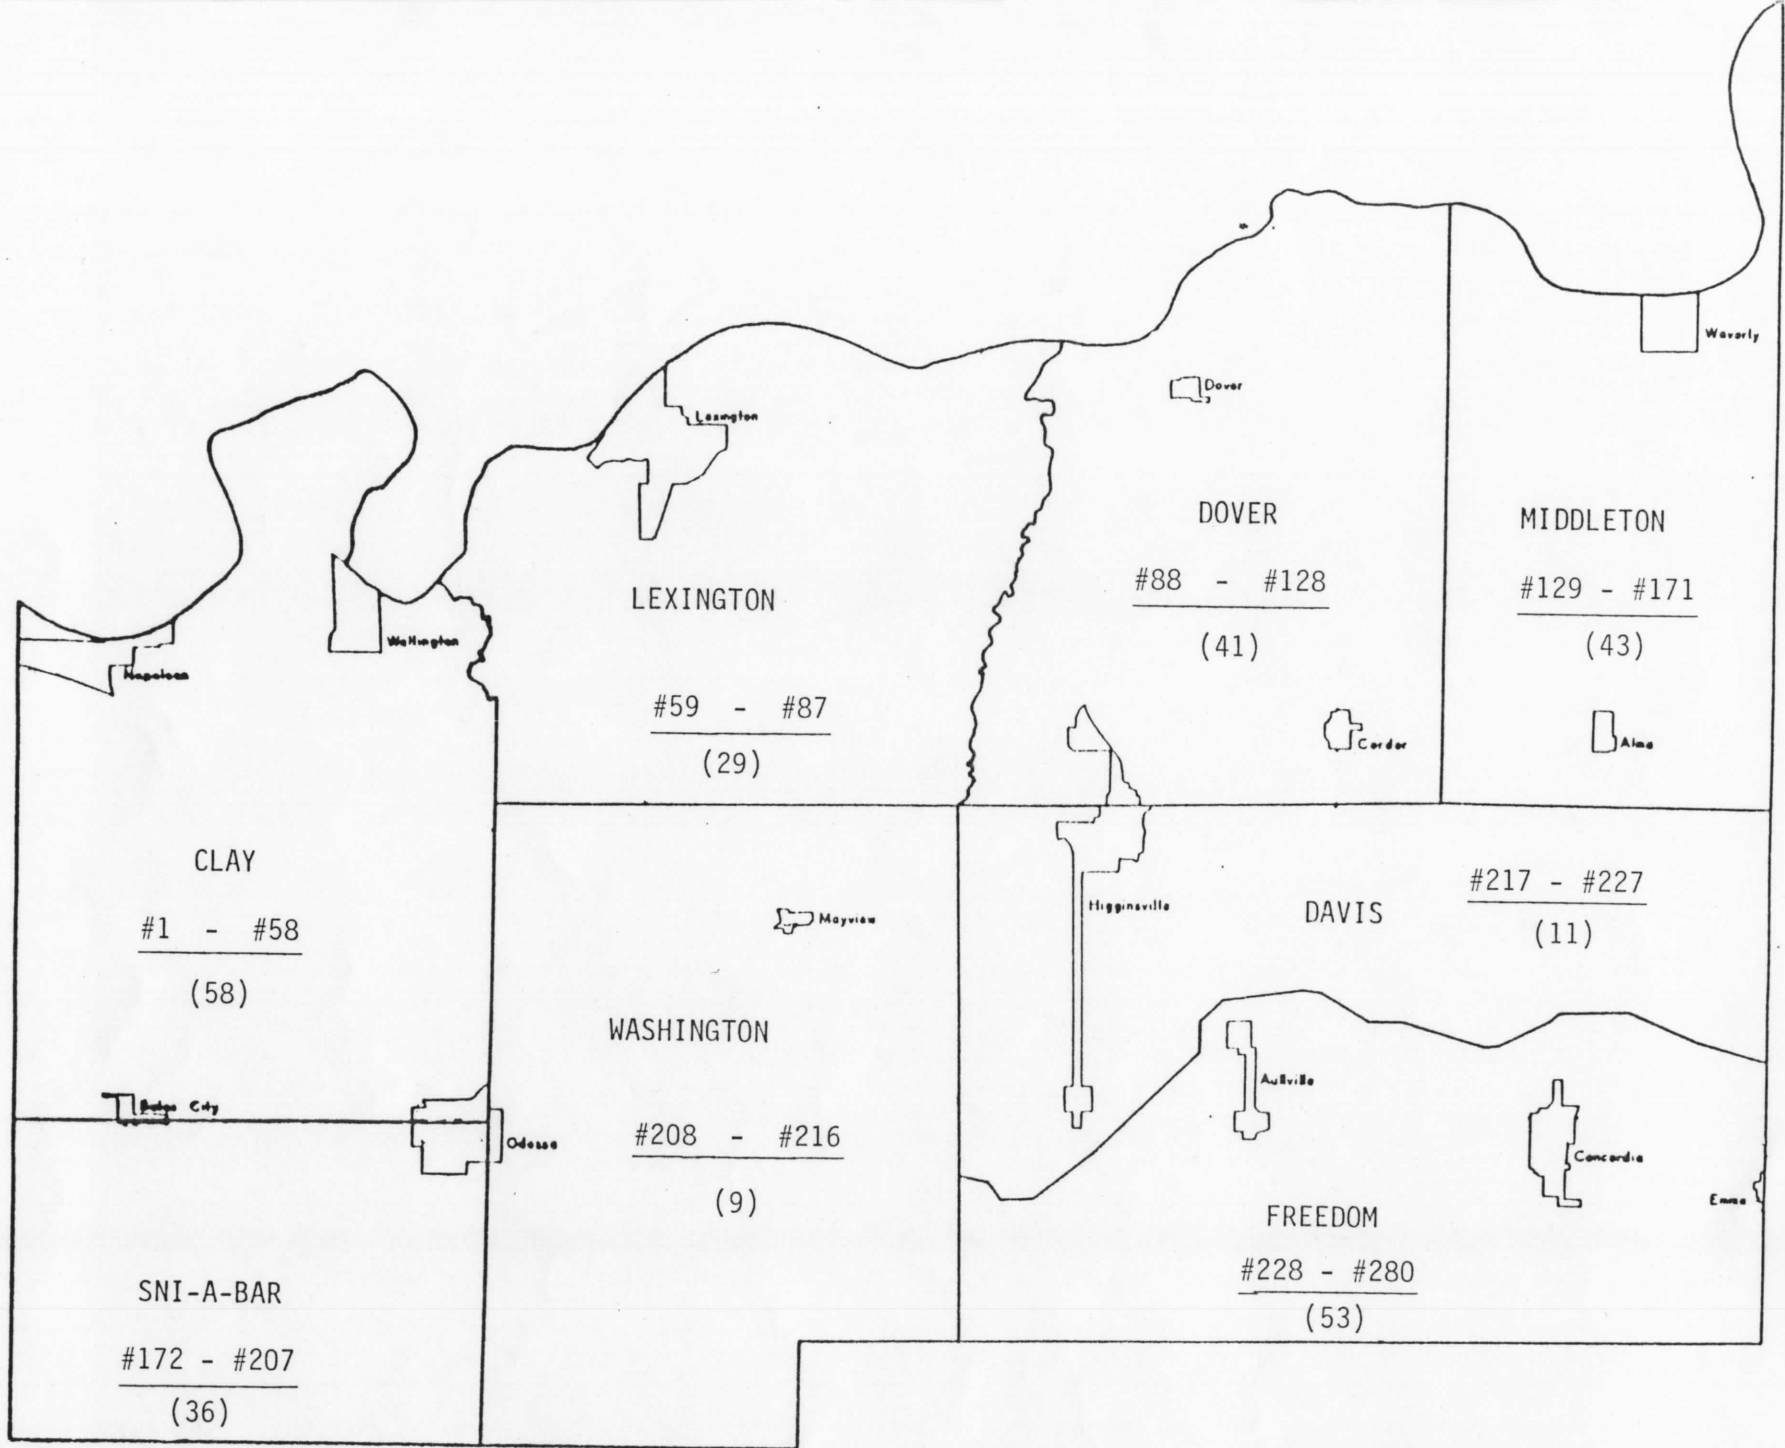 Waverly
Dover
Lexington
DOVER
#88 - #128
(41)
MIDDLETON
#129 - #171
(43)
LEXINGTON
#59 - #87
(29)
Wellington
Napoleon
Corder
Alma
CLAY
#1 - #58
(58)
Mayview
Higginsville
DAVIS
#217 - #227
(11)
WASHINGTON
#208 - #216
(9)
Bates City
Odessa
Aullville
Concordia
Emma
FREEDOM
#228 - #280
(53)
SNI-A-BAR
#172 - #207
(36)